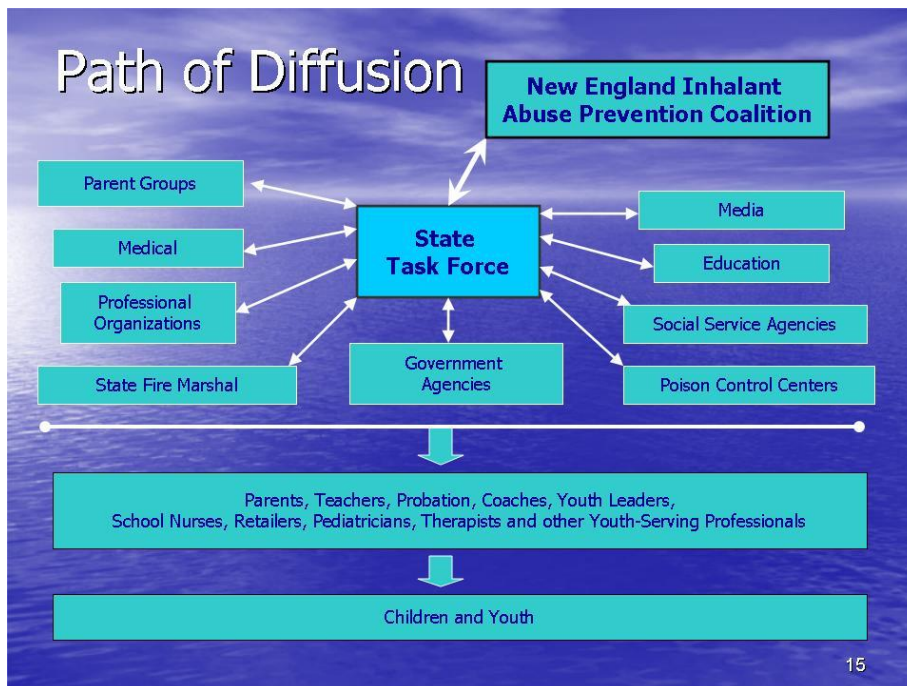 Path of Diffusion
New England Inhalant
Abuse Prevention Coalition
Parent Groups
Medical
Professional
Organizations
State Fire Marshal
State
Task Force
Government
Agencies
Media
Education
Social Service Agencies
Poison Control Centers
Parents, Teachers, Probation, Coaches, Youth Leaders,
School Nurses, Retailers, Pediatricians, Therapists and other Youth-Serving Professionals
Children and Youth
15